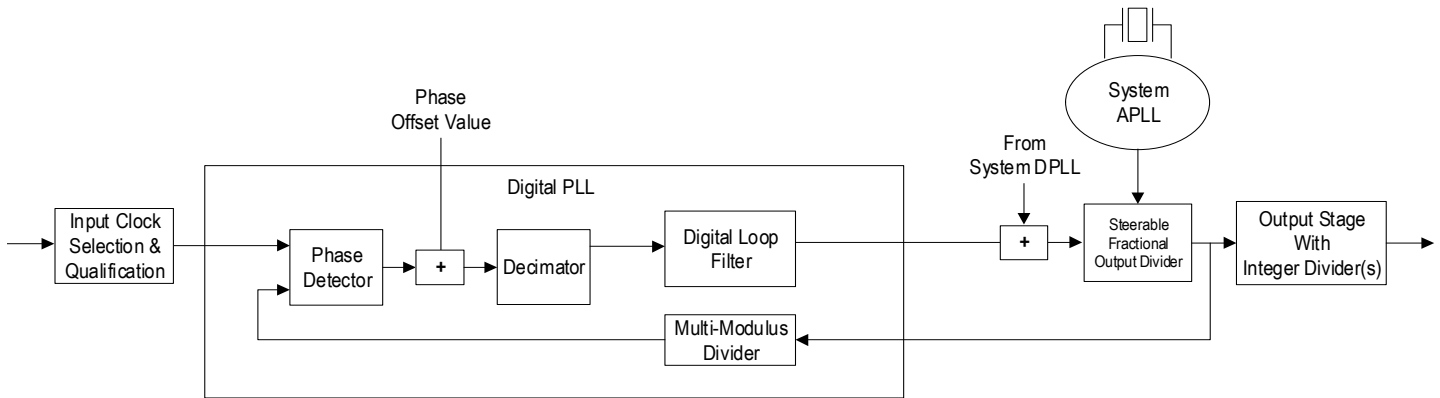 System
APLL
Phase
Offset Value
From
System DPLL
Digital PLL
Input Clock
Selection &
Qualification
Phase
Detector
+
Decimator
Digital Loop
Filter
+
Steerable
Fractional
Output Divider
Output Stage
With
Integer Divider(s)
Multi-Modulus
Divider